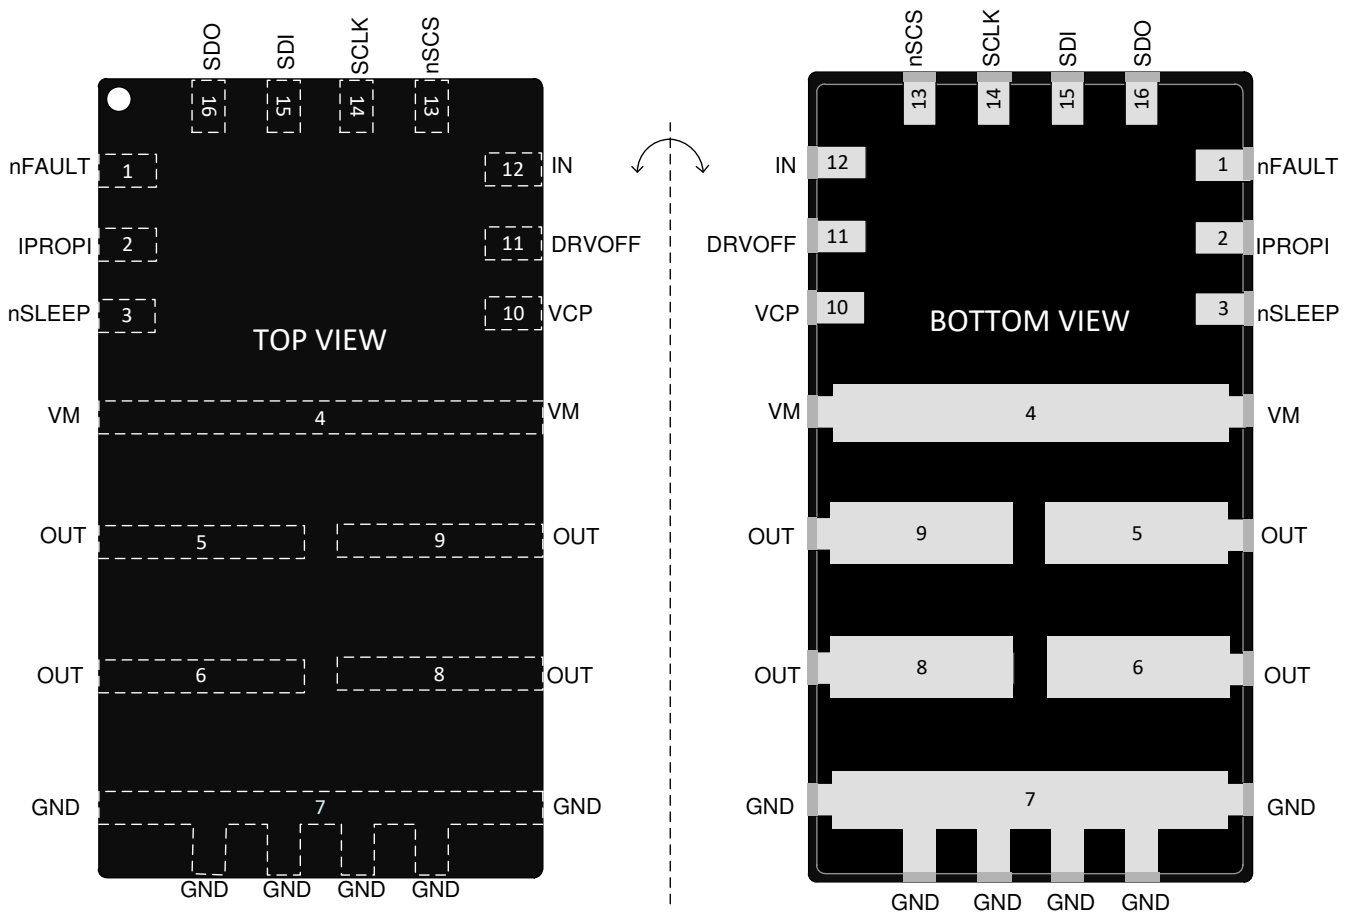 SDO SDI SCLK nSCS
16 15 14 13
nFAULT 1 12 IN
IPROPI 2 11 DRVOFF
nSLEEP 3 10 VCP
TOP VIEW
VM 4 VM
OUT 5 9 OUT
OUT 6 8 OUT
GND 7 GND
GND GND GND GND
nSCS SCLK SDI SDO
13 14 15 16
IN 12 1 nFAULT
DRVOFF 11 2 IPROPI
VCP 10 3 nSLEEP
BOTTOM VIEW
VM 4 VM
OUT 9 5 OUT
OUT 8 6 OUT
GND 7 GND
GND GND GND GND